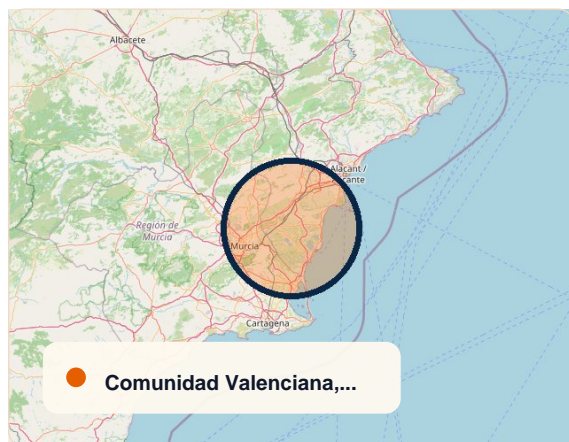 Albacete
Alacant /
Alicante
Región de
Murcia
Murcia
Cartagena
Comunidad Valenciana,...